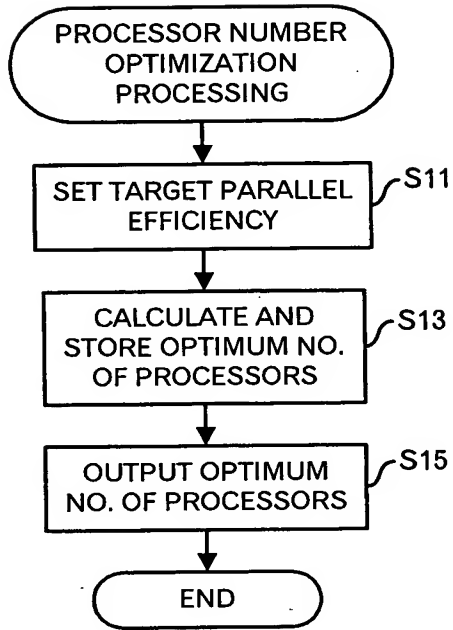 PROCESSOR NUMBER
OPTIMIZATION
PROCESSING
SET TARGET PARALLEL
EFFICIENCY
S11
CALCULATE AND
STORE OPTIMUM NO.
OF PROCESSORS
S13
OUTPUT OPTIMUM
NO. OF PROCESSORS
S15
END